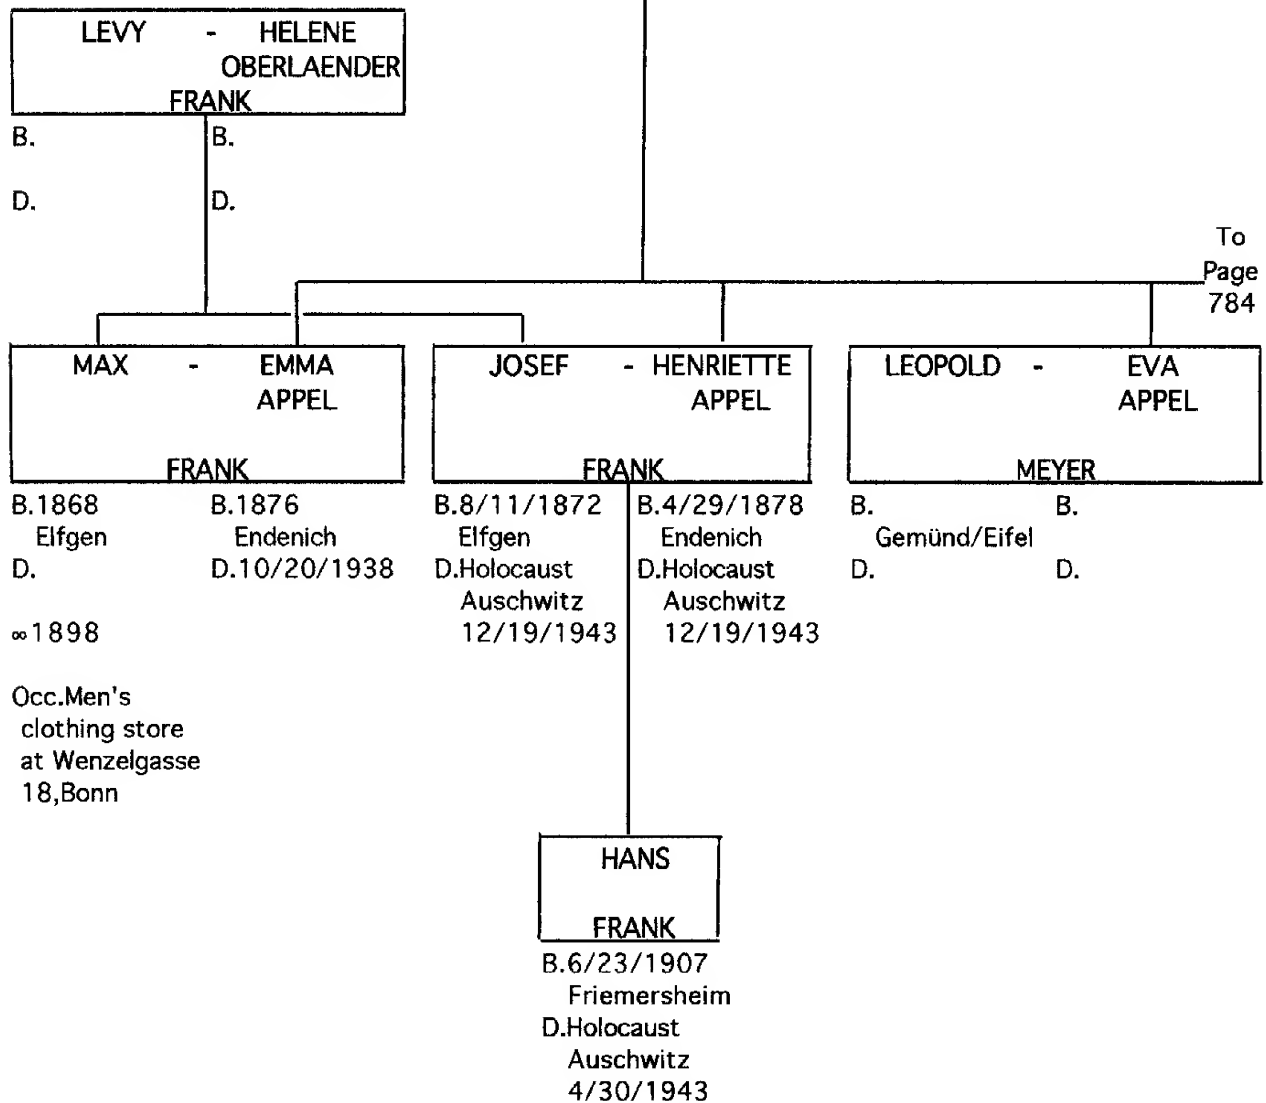 LEVY - HELENE
OBERLAENDER
FRANK
B. B.
D. D.
To
Page
784
MAX - EMMA
APPEL
FRANK
B.1868 B.1876
Elfgen Endenich
D. D.10/20/1938
∞1898
Occ.Men's
clothing store
at Wenzelgasse
18,Bonn
JOSEF - HENRIETTE
APPEL
FRANK
B.8/11/1872 B.4/29/1878
Elfgen Endenich
D.Holocaust D.Holocaust
Auschwitz Auschwitz
12/19/1943 12/19/1943
LEOPOLD - EVA
APPEL
MEYER
B. B.
Gemünd/Eifel
D. D.
HANS
FRANK
B.6/23/1907
Friemersheim
D.Holocaust
Auschwitz
4/30/1943